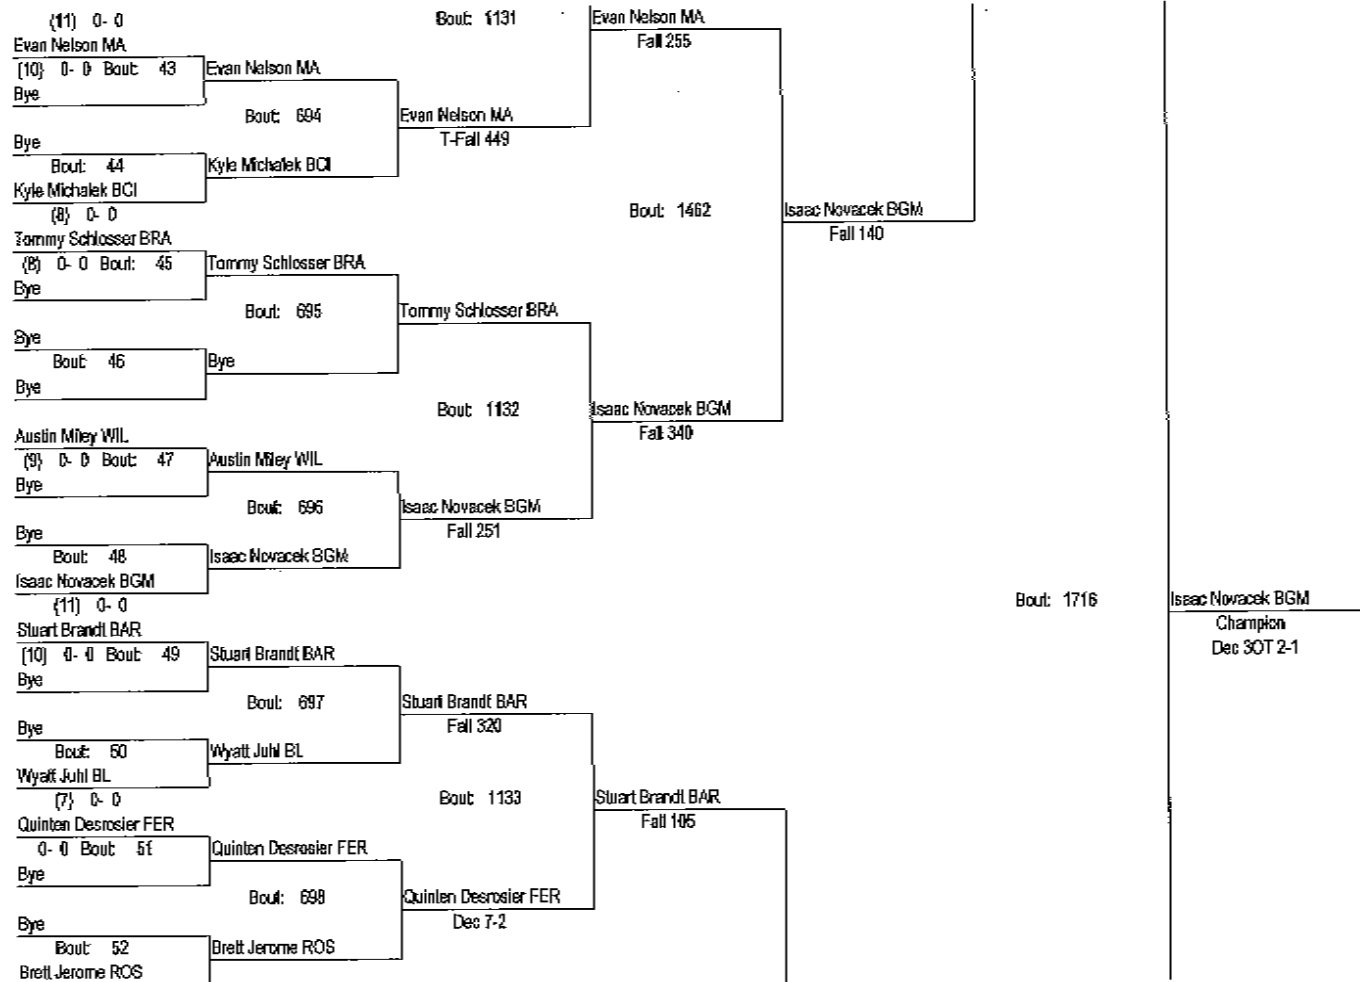 (11) 0- 0
Evan Nelson MA
(10) 0- 0 Bout: 43
Bye
Bye
Bout: 44
Kyle Michalek BCI
(8) 0- 0
Tommy Schlosser BRA
(8) 0- 0 Bout: 45
Bye
Bye
Bout: 46
Bye
Austin Miley WIL
(9) 0- 0 Bout: 47
Bye
Bye
Bout: 48
Isaac Novacek BGM
(11) 0- 0
Stuart Brandt BAR
(10) 0- 0 Bout: 49
Bye
Bye
Bout: 50
Wyatt Juhl BL
(7) 0- 0
Quinten Desrosier FER
0- 0 Bout: 51
Bye
Bye
Bout: 52
Brett Jerome ROS
Evan Nelson MA
Bout: 694
Kyle Michalek BCI
Tommy Schlosser BRA
Bout: 695
Bye
Austin Miley WIL
Bout: 696
Isaac Novacek BGM
Stuart Brandt BAR
Bout: 697
Wyatt Juhl BL
Quinten Desrosier FER
Bout: 698
Brett Jerome ROS
Bout: 1131
Evan Nelson MA
T-Fall 449
Tommy Schlosser BRA
Bout: 1132
Isaac Novacek BGM
Fall 251
Stuart Brandt BAR
Fall 320
Bout: 1133
Quinten Desrosier FER
Dec 7-2
Evan Nelson MA
Fall 255
Bout: 1462
Isaac Novacek BGM
Fall 340
Stuart Brandt BAR
Fall 105
Isaac Novacek BGM
Fall 140
Bout: 1716
Isaac Novacek BGM
Champion
Dec 3OT 2-1